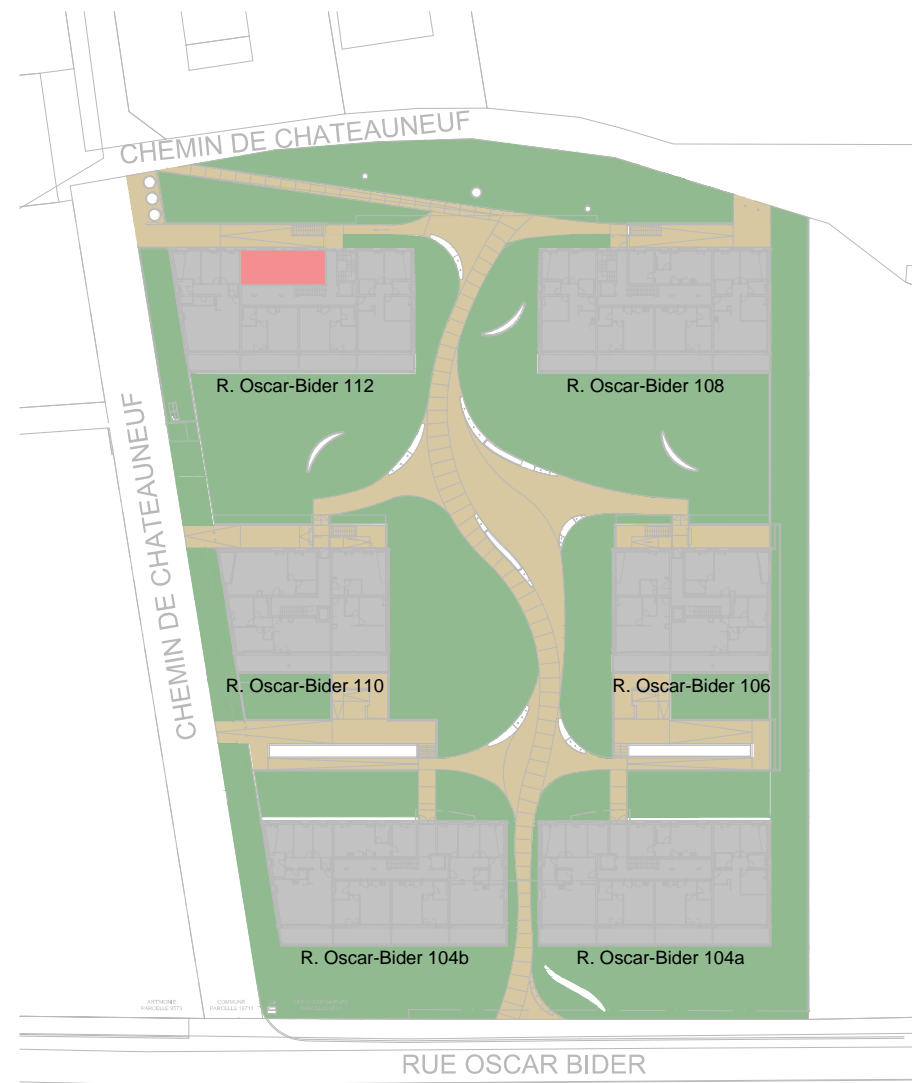 CHEMIN DE CHATEAUNEUF
R. Oscar-Bider 112
R. Oscar-Bider 108
CHEMIN DE CHATEAUNEUF
R. Oscar-Bider 110
R. Oscar-Bider 106
R. Oscar-Bider 104b
R. Oscar-Bider 104a
COMMUNE
RUE OSCAR BIDER